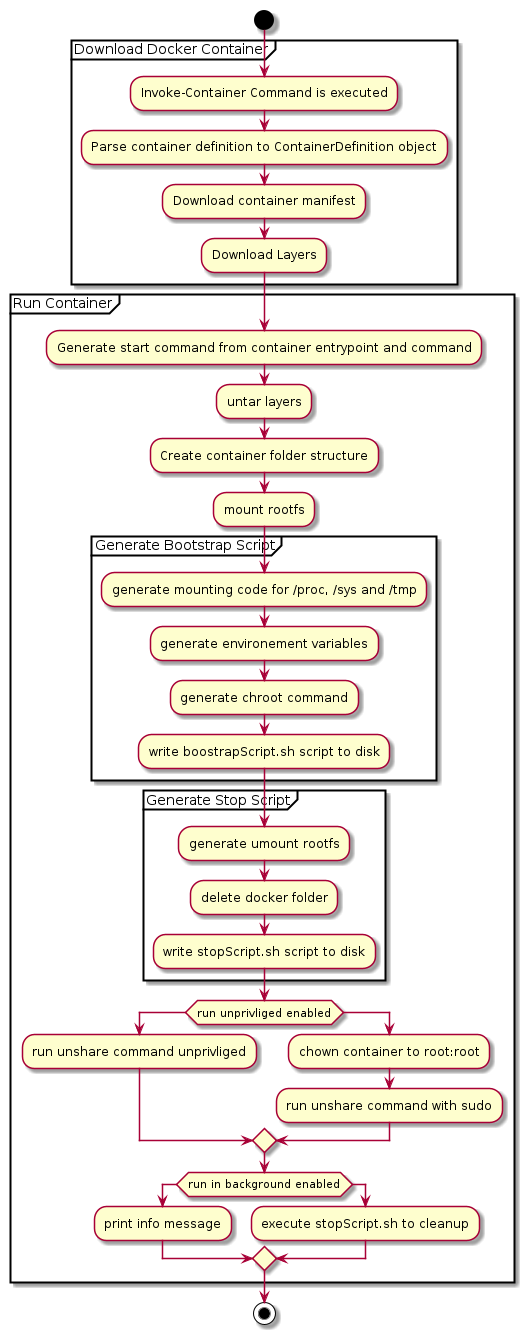 Download Docker Container
Invoke-Container Command is executed
Parse container definition to ContainerDefinition object
Download container manifest
Download Layers
Run Container
Generate start command from container entrypoint and command
untar layers
Create container folder structure
mount rootfs
Generate Bootstrap Script
generate mounting code for /proc, /sys and /tmp
generate environement variables
generate chroot command
write boostrapScript.sh script to disk
Generate Stop Script
generate umount rootfs
delete docker folder
write stopScript.sh script to disk
run unprivliged enabled
run unshare command unprivliged
chown container to root:root
run unshare command with sudo
run in background enabled
print info message
execute stopScript.sh to cleanup